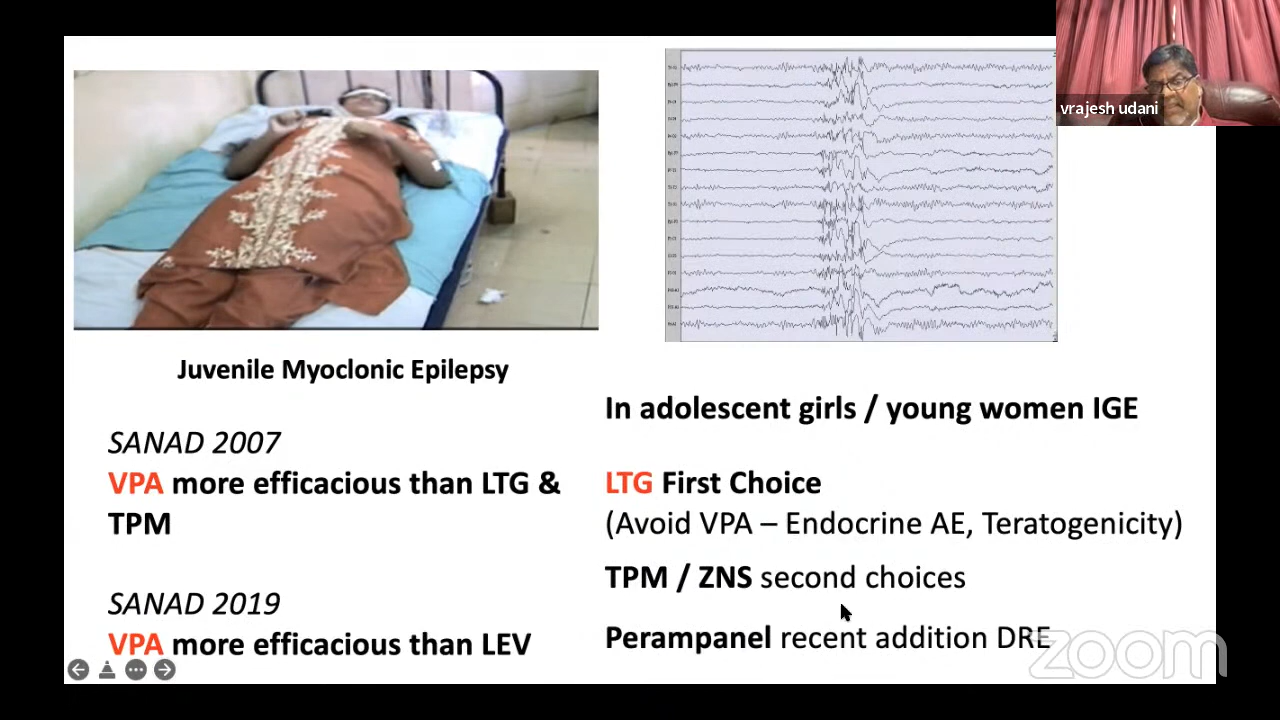 vrajesh udani
Juvenile Myoclonic Epilepsy
SANAD 2007
VPA more efficacious than LTG &
TPM
SANAD 2019
VPA more efficacious than LEV
In adolescent girls / young women IGE
LTG First Choice
(Avoid VPA – Endocrine AE, Teratogenicity)
TPM / ZNS second choices
Perampanel recent addition DRE
zoom